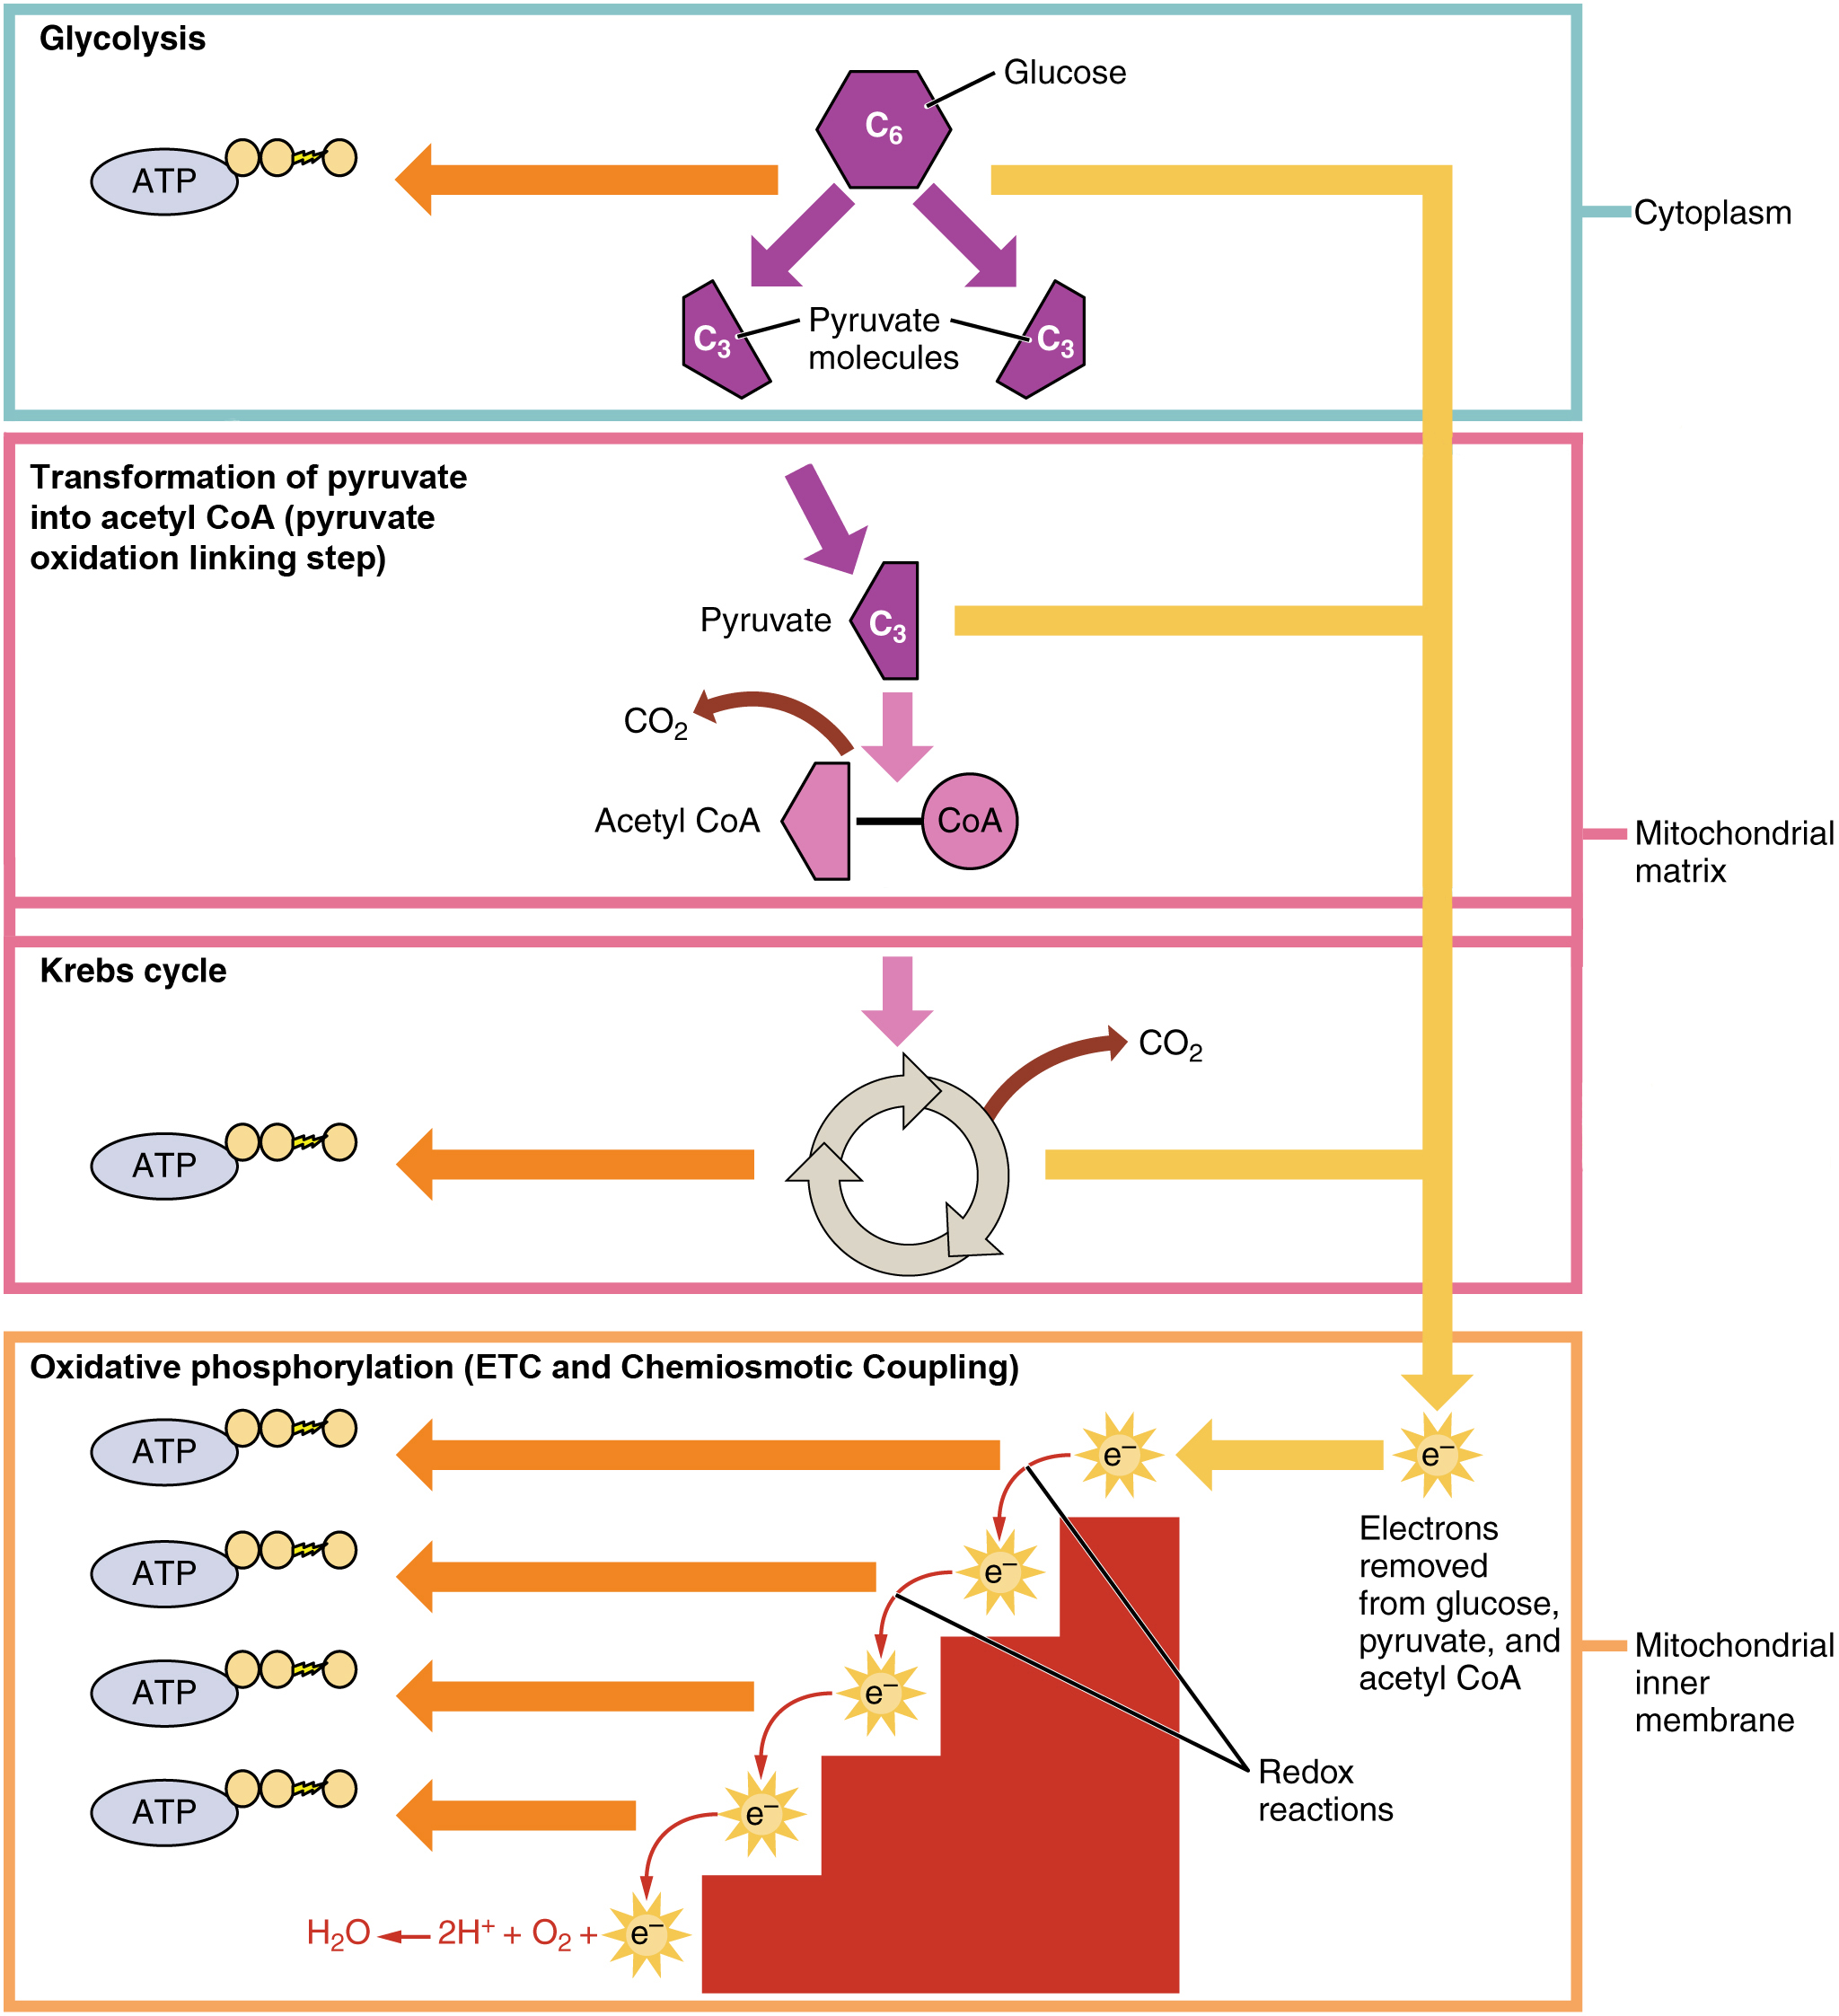 Glycolysis
Glucose
C6
ATP
Cytoplasm
Pyruvate
molecules
C3
C3
Transformation of pyruvate
into acetyl CoA (pyruvate
oxidation linking step)
Pyruvate
C3
CO2
Acetyl CoA
CoA
Mitochondrial
matrix
Krebs cycle
CO2
ATP
Oxidative phosphorylation (ETC and Chemiosmotic Coupling)
ATP
e–
e–
ATP
e–
Electrons
removed
from glucose,
pyruvate, and
acetyl CoA
ATP
e–
Mitochondrial
inner
membrane
Redox
reactions
ATP
e–
H2O 2H+ + O2 + e–